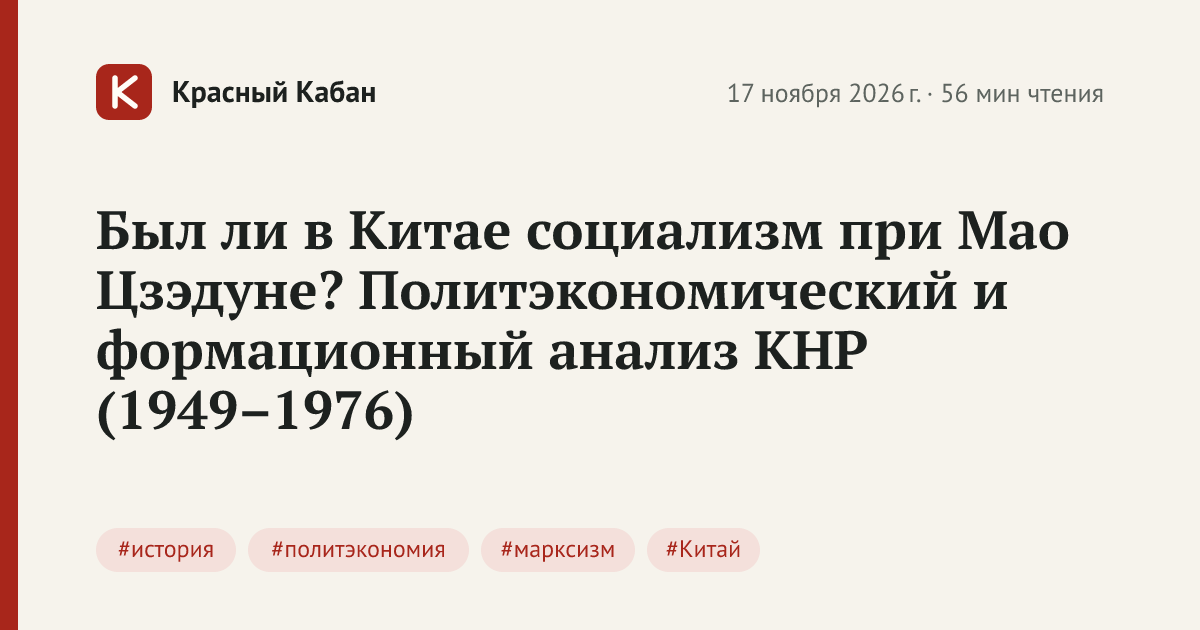 Красный Кабан
17 ноября 2026 г. · 56 мин чтения
Был ли в Китае социализм при Мао
Цзэдуне? Политэкономический и
формационный анализ КНР
(1949–1976)
#история #политэкономия #марксизм #Китай